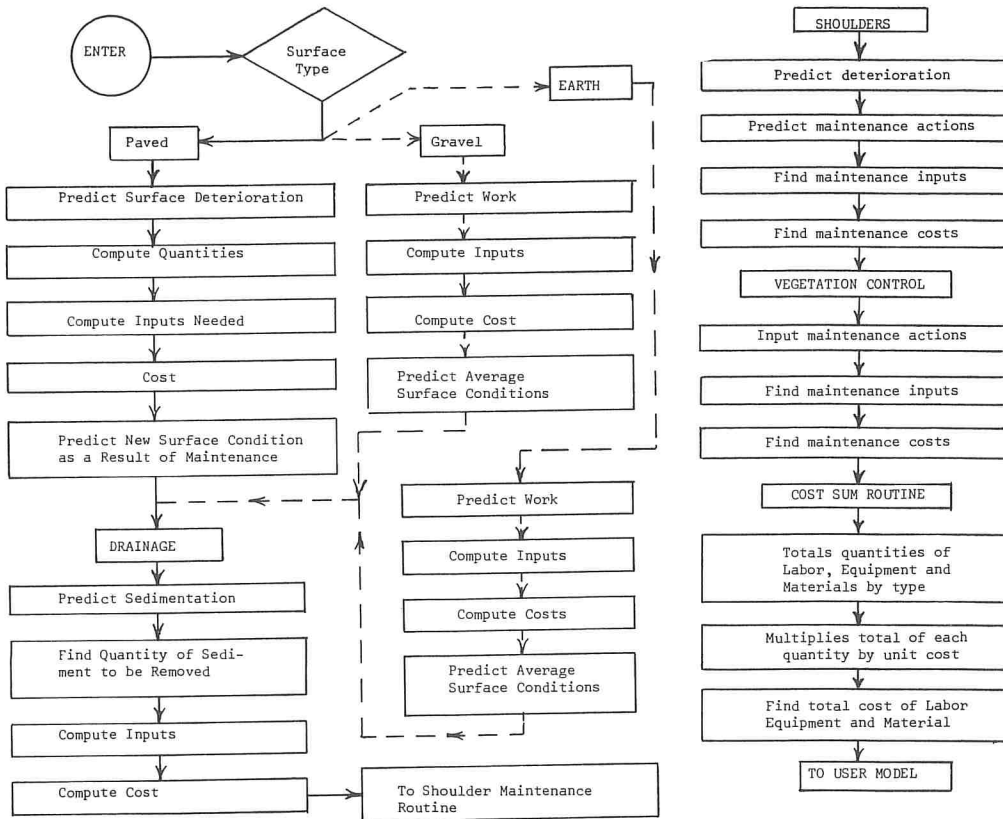 ENTER
Surface
Type
EARTH
Paved
Gravel
Predict Surface Deterioration
Compute Quantities
Compute Inputs Needed
Cost
Predict New Surface Condition
as a Result of Maintenance
DRAINAGE
Predict Sedimentation
Find Quantity of Sedi-
ment to be Removed
Compute Inputs
Compute Cost
To Shoulder Maintenance
Routine
Predict Work
Compute Inputs
Compute Cost
Predict Average
Surface Conditions
Predict Work
Compute Inputs
Compute Costs
Predict Average
Surface Conditions
SHOULDERS
Predict deterioration
Predict maintenance actions
Find maintenance inputs
Find maintenance costs
VEGETATION CONTROL
Input maintenance actions
Find maintenance inputs
Find maintenance costs
COST SUM ROUTINE
Totals quantities of
Labor, Equipment and
Materials by type
Multiplies total of each
quantity by unit cost
Find total cost of Labor
Equipment and Material
TO USER MODEL